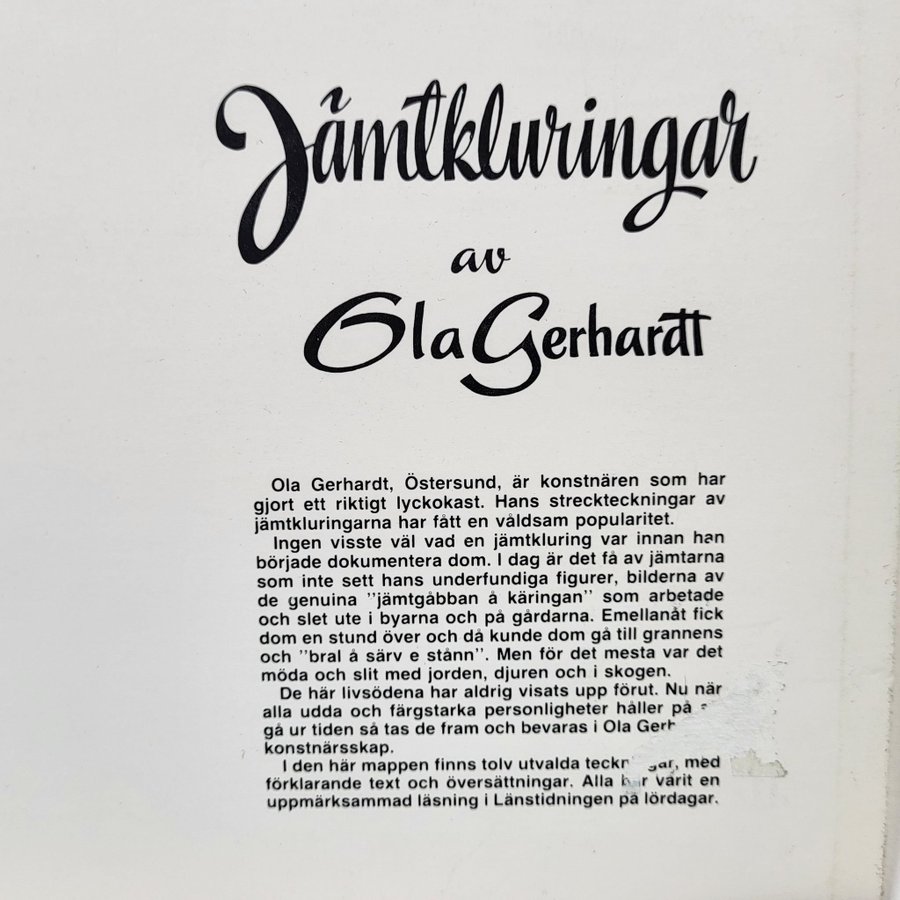 Jämtkluringar
av
Ola Gerhardt
Ola Gerhardt, Östersund, är konstnären som har
gjort ett riktigt lyckokast. Hans streckteckningar av
jämtkluringarna har fått en våldsam popularitet.
Ingen visste väl vad en jämtkluring var innan han
började dokumentera dom. I dag är det få av jämtarna
som inte sett hans underfundiga figurer, bilderna av
de genuina ”jämtgåbban å käringan” som arbetade
och slet ute i byarna och på gårdarna. Emellanåt fick
dom en stund över och då kunde dom gå till grannens
och ”bral å särv e stånn”. Men för det mesta var det
möda och slit med jorden, djuren och i skogen.
De här livsödena har aldrig visats upp förut. Nu när
alla udda och färgstarka personligheter håller på
gå ur tiden så tas de fram och bevaras i Ola
konstnärsskap.
I den här mappen finns tolv utvalda med
förklarande text och översättningar. Alla varit en
uppmärksammad läsning i Länstidningen på lördagar.